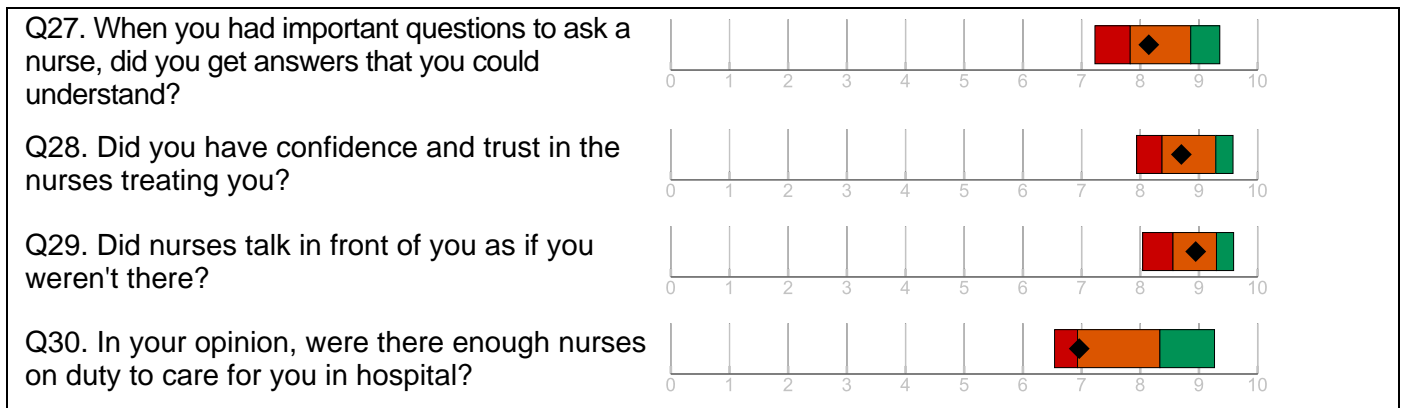 Q27. When you had important questions to ask a
nurse, did you get answers that you could
understand?
0 1 2 3 4 5 6 7 8 9 10
Q28. Did you have confidence and trust in the
nurses treating you?
0 1 2 3 4 5 6 7 8 9 10
Q29. Did nurses talk in front of you as if you
weren't there?
0 1 2 3 4 5 6 7 8 9 10
Q30. In your opinion, were there enough nurses
on duty to care for you in hospital?
0 1 2 3 4 5 6 7 8 9 10